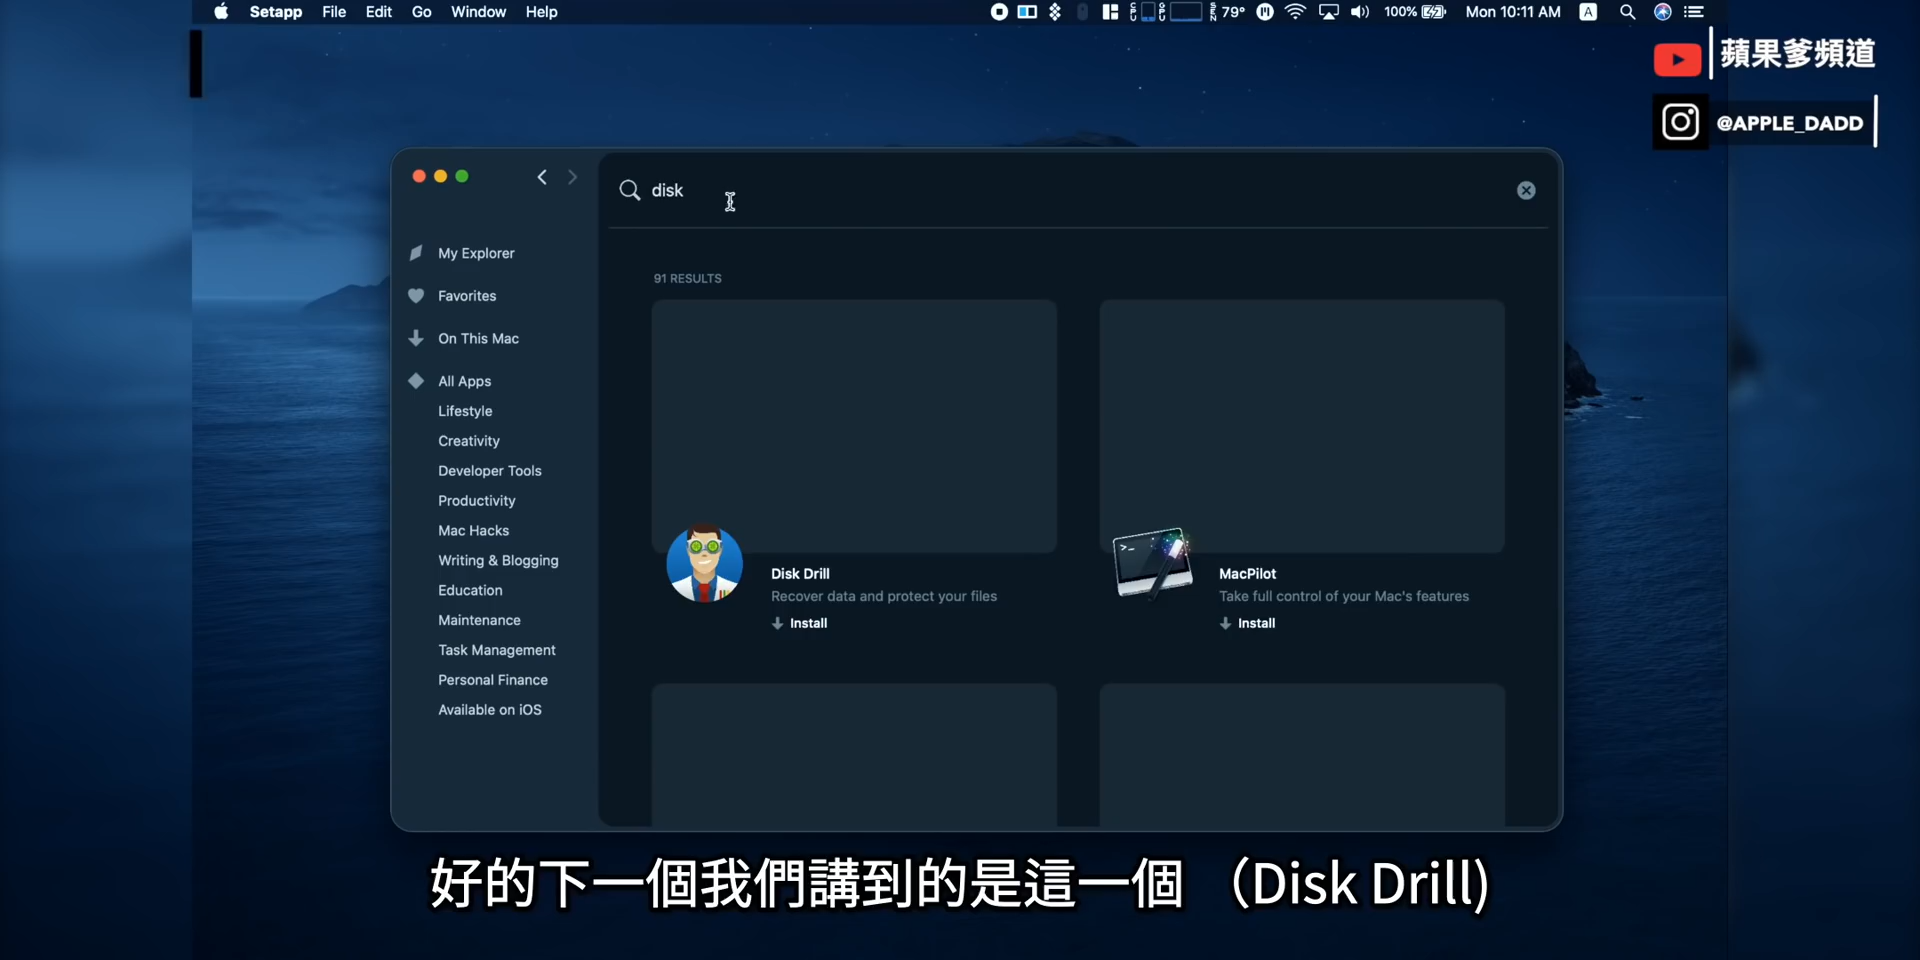 Setapp File Edit Go Window Help
CPU GPU SEN 79° 100% Mon 10:11 AM A
蘋果爹頻道
@APPLE_DADD
disk
My Explorer
Favorites
On This Mac
All Apps
Lifestyle
Creativity
Developer Tools
Productivity
Mac Hacks
Writing & Blogging
Education
Maintenance
Task Management
Personal Finance
Available on iOS
91 RESULTS
Disk Drill
Recover data and protect your files
Install
MacPilot
Take full control of your Mac's features
Install
好的下一個我們講到的是這一個 （Disk Drill)